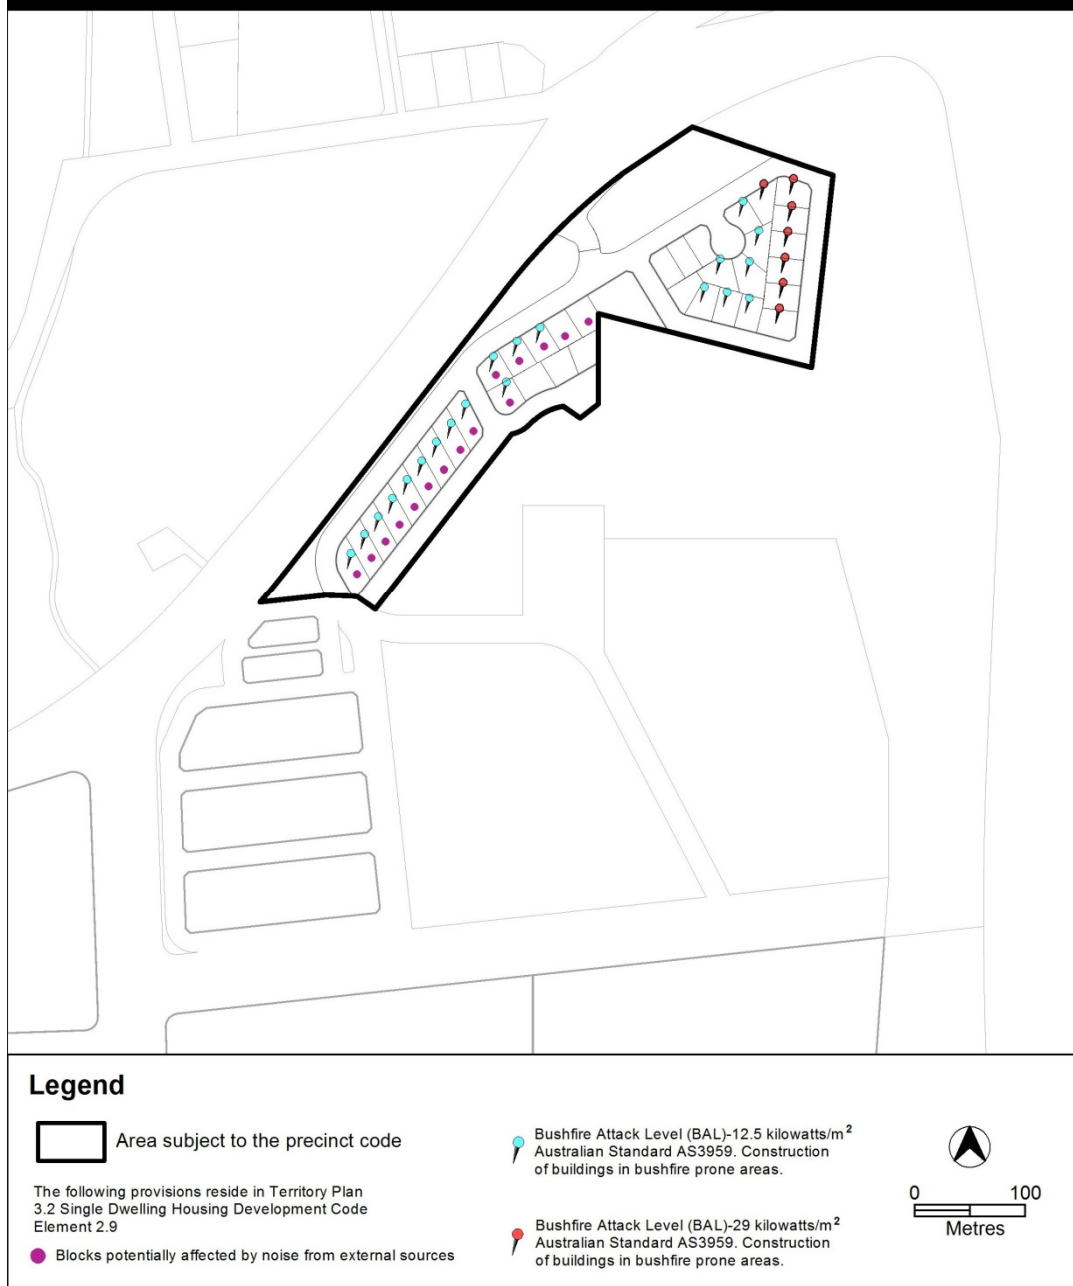 Legend
Area subject to the precinct code
The following provisions reside in Territory Plan
3.2 Single Dwelling Housing Development Code
Element 2.9
Blocks potentially affected by noise from external sources
Bushfire Attack Level (BAL)-12.5 kilowatts/m²
Australian Standard AS3959. Construction
of buildings in bushfire prone areas.
Bushfire Attack Level (BAL)-29 kilowatts/m²
Australian Standard AS3959. Construction
of buildings in bushfire prone areas.
0 100
Metres